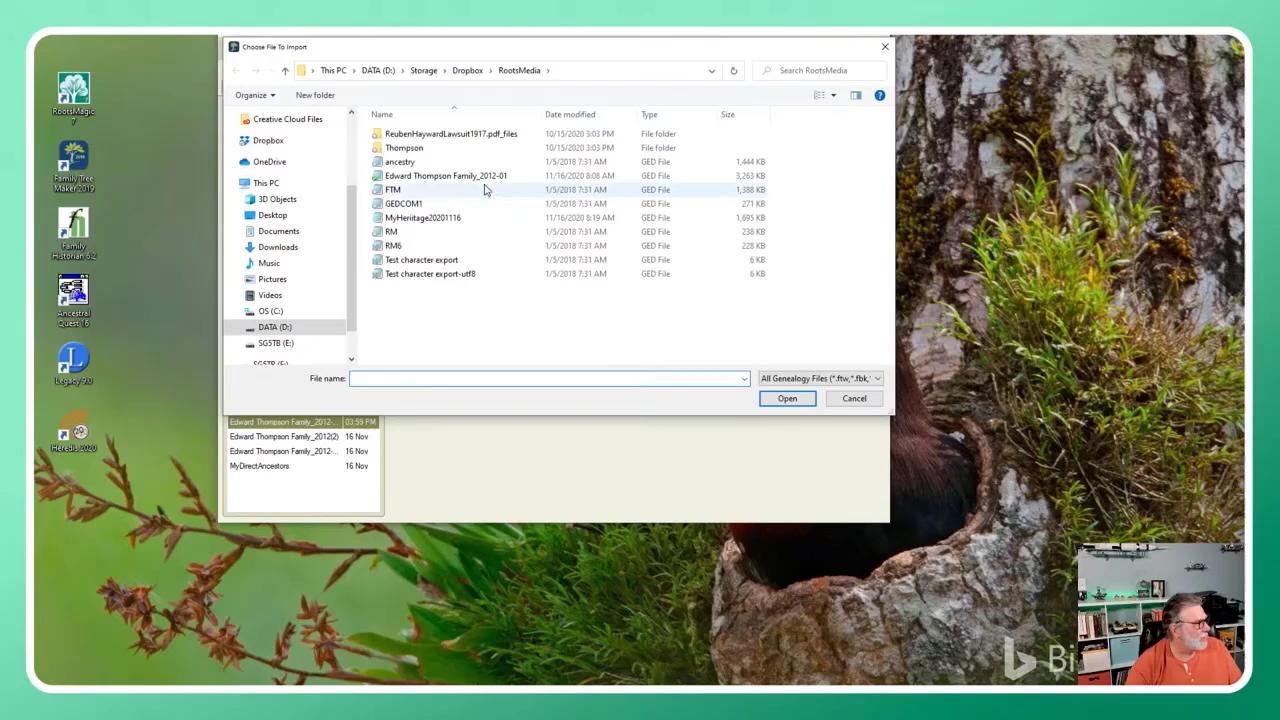 Choose File To Import
This PC > DATA (D:) > Storage > Dropbox > RootsMedia >
Search RootsMedia
Organize
New folder
Name
Date modified
Type
Size
Creative Cloud Files
Dropbox
OneDrive
This PC
3D Objects
Desktop
Documents
Downloads
Music
Pictures
Videos
OS (C:)
DATA (D:)
SG5TB (E:)
SG5TB (E:)
ReubenHaywardLawsuit1917.pdf_files 10/15/2020 3:03 PM File folder
Thompson 10/15/2020 3:03 PM File folder
ancestry 1/5/2018 7:31 AM GED File 1,444 KB
Edward Thompson Family_2012-01 11/16/2020 8:08 AM GED File 3,263 KB
FTM 1/5/2018 7:31 AM GED File 1,388 KB
GEDCOM1 1/5/2018 7:31 AM GED File 271 KB
MyHeriitage20201116 11/16/2020 8:19 AM GED File 1,695 KB
RM 1/5/2018 7:31 AM GED File 238 KB
RM6 1/5/2018 7:31 AM GED File 228 KB
Test character export 1/5/2018 7:31 AM GED File 6 KB
Test character export-utf8 1/5/2018 7:31 AM GED File 6 KB
File name:
All Genealogy Files (*.ftw,*.fbk,*
Open
Cancel
Edward Thompson Family_2012-... 03:59 PM
Edward Thompson Family_2012(2) 16 Nov
Edward Thompson Family_2012-... 16 Nov
MyDirectAncestors 16 Nov
RootsMagic
7
Family Tree
Maker 2019
Family
Historian 6.2
Ancestral
Quest 16
Legacy 9.0
Heredis 2020
Bi